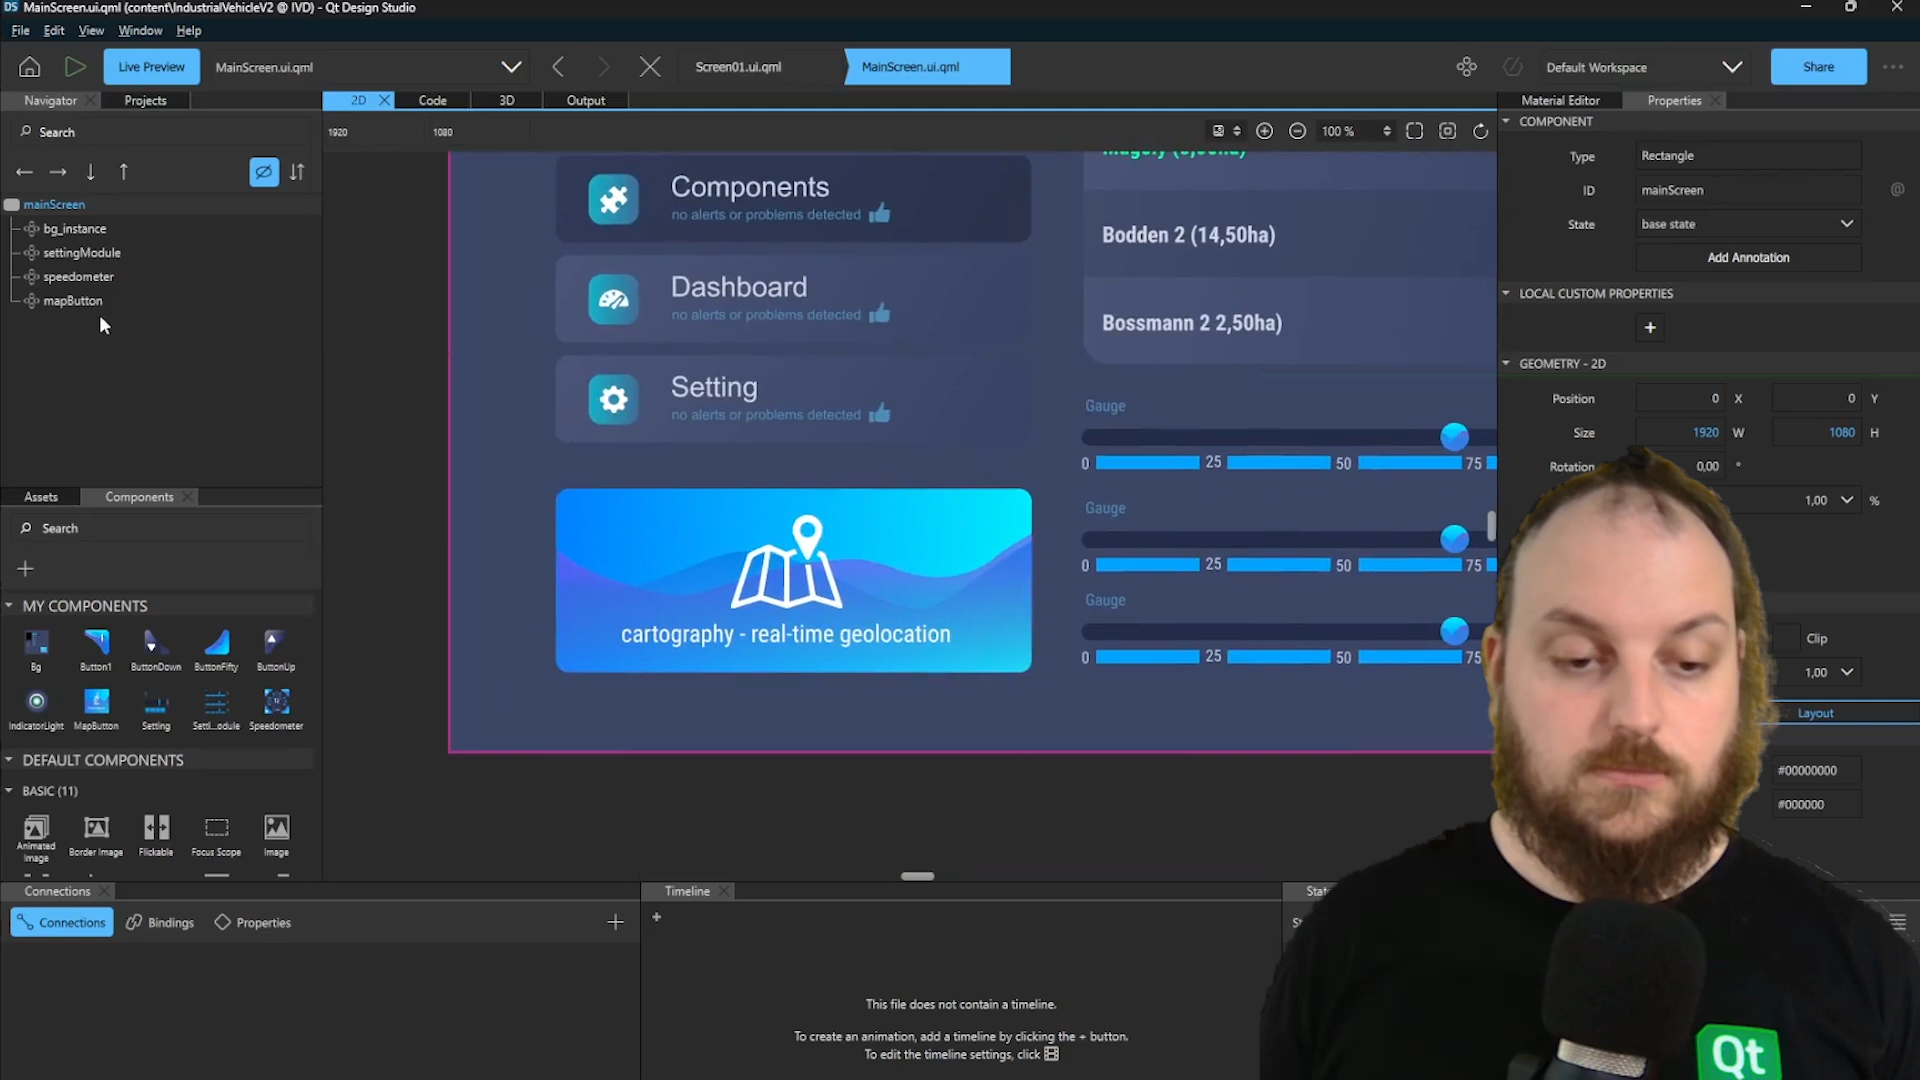 DS MainScreen.ui.qml (content\IndustrialVehicleV2 @ IVD) - Qt Design Studio
File Edit View Window Help
Live Preview MainScreen.ui.qml Screen01.ui.qml MainScreen.ui.qml Default Workspace Share
Navigator Projects 2D Code 3D Output Material Editor Properties
COMPONENT
Search 1920 1080 100 %
Type Rectangle
ID mainScreen @
State base state
Add Annotation
mainScreen
bg_instance
settingModule
speedometer
mapButton
Components
no alerts or problems detected
Dashboard
no alerts or problems detected
Setting
no alerts or problems detected
cartography - real-time geolocation
Bodden 2 (14,50ha)
Bossmann 2 2,50ha)
Gauge
0 25 50 75
Gauge
0 25 50 75
Gauge
0 25 50 75
LOCAL CUSTOM PROPERTIES
+
GEOMETRY - 2D
Position 0 X 0 Y
Size 1920 W 1080 H
Rotation 0,00 °
1,00 %
Clip
1,00
Layout
#00000000
#000000
Assets Components
Search
+
MY COMPONENTS
Bg Button1 ButtonDown ButtonFifty ButtonUp
IndicatorLight MapButton Setting Setti...odule Speedometer
DEFAULT COMPONENTS
BASIC (11)
Animated Image Border Image Flickable Focus Scope Image
Connections Timeline
Connections Bindings Properties + +
This file does not contain a timeline.
To create an animation, add a timeline by clicking the + button.
To edit the timeline settings, click
Qt